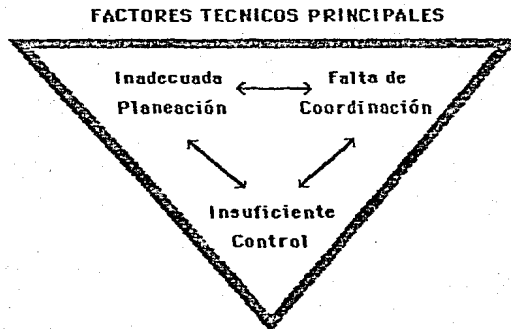 FACTORES TECNICOS PRINCIPALES
Inadecuada
Planeación
Falta de
Coordinación
Insuficiente
Control